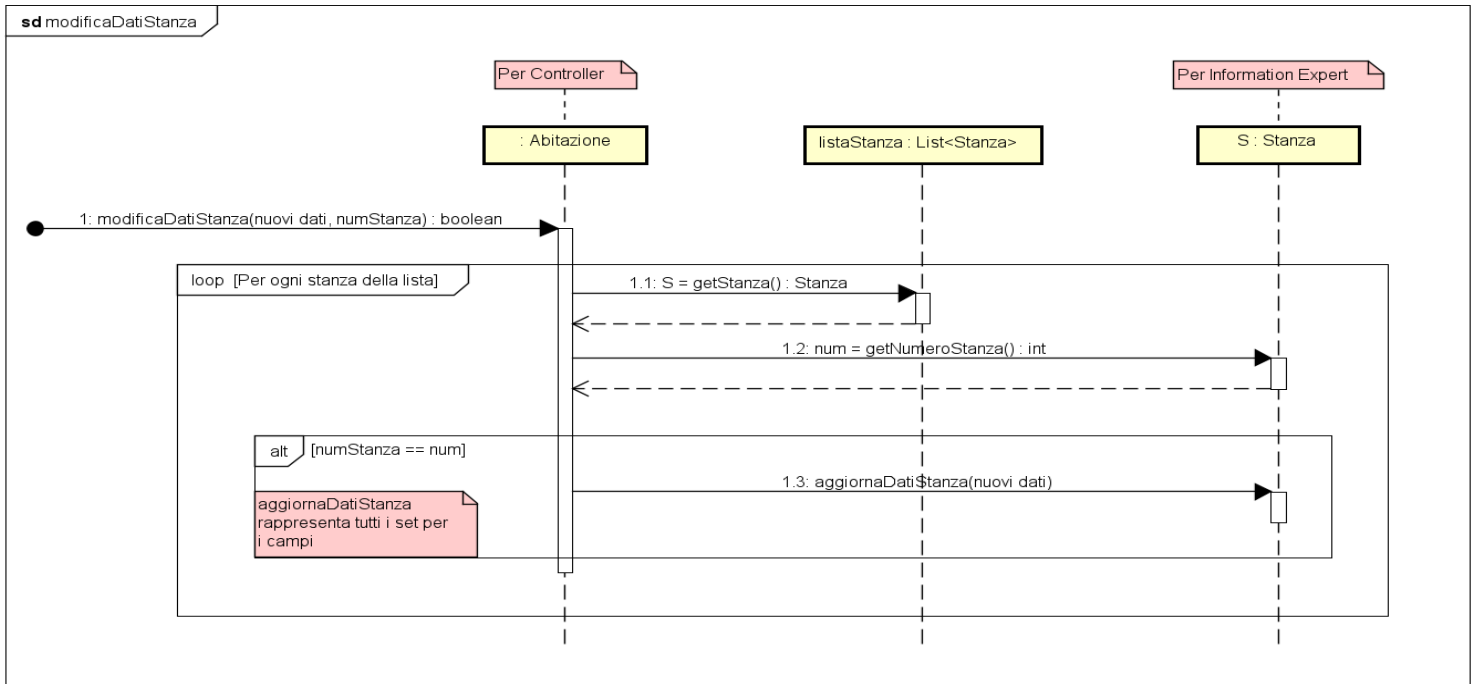 sd modificaDatiStanza
Per Controller
Per Information Expert
: Abitazione
listaStanza : List<Stanza>
S : Stanza
1: modificaDatiStanza(nuovi dati, numStanza) : boolean
loop [Per ogni stanza della lista]
1.1: S = getStanza() : Stanza
1.2: num = getNumeroStanza() : int
alt [numStanza == num]
1.3: aggiornaDatiStanza(nuovi dati)
aggiornaDatiStanza
rappresenta tutti i set per
i campi